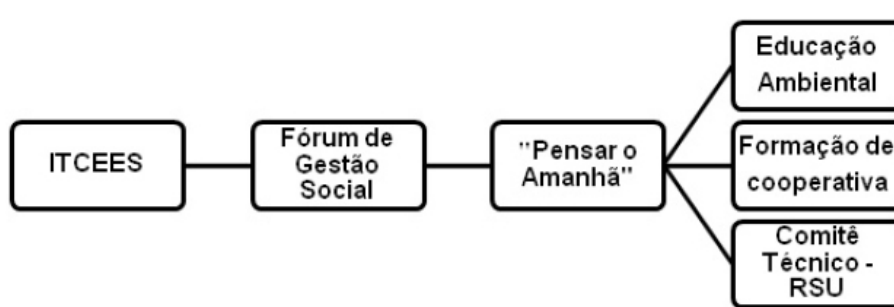 ITCEES
Fórum de
Gestão
Social
"Pensar o
Amanhã"
Educação
Ambiental
Formação de
cooperativa
Comitê
Técnico -
RSU